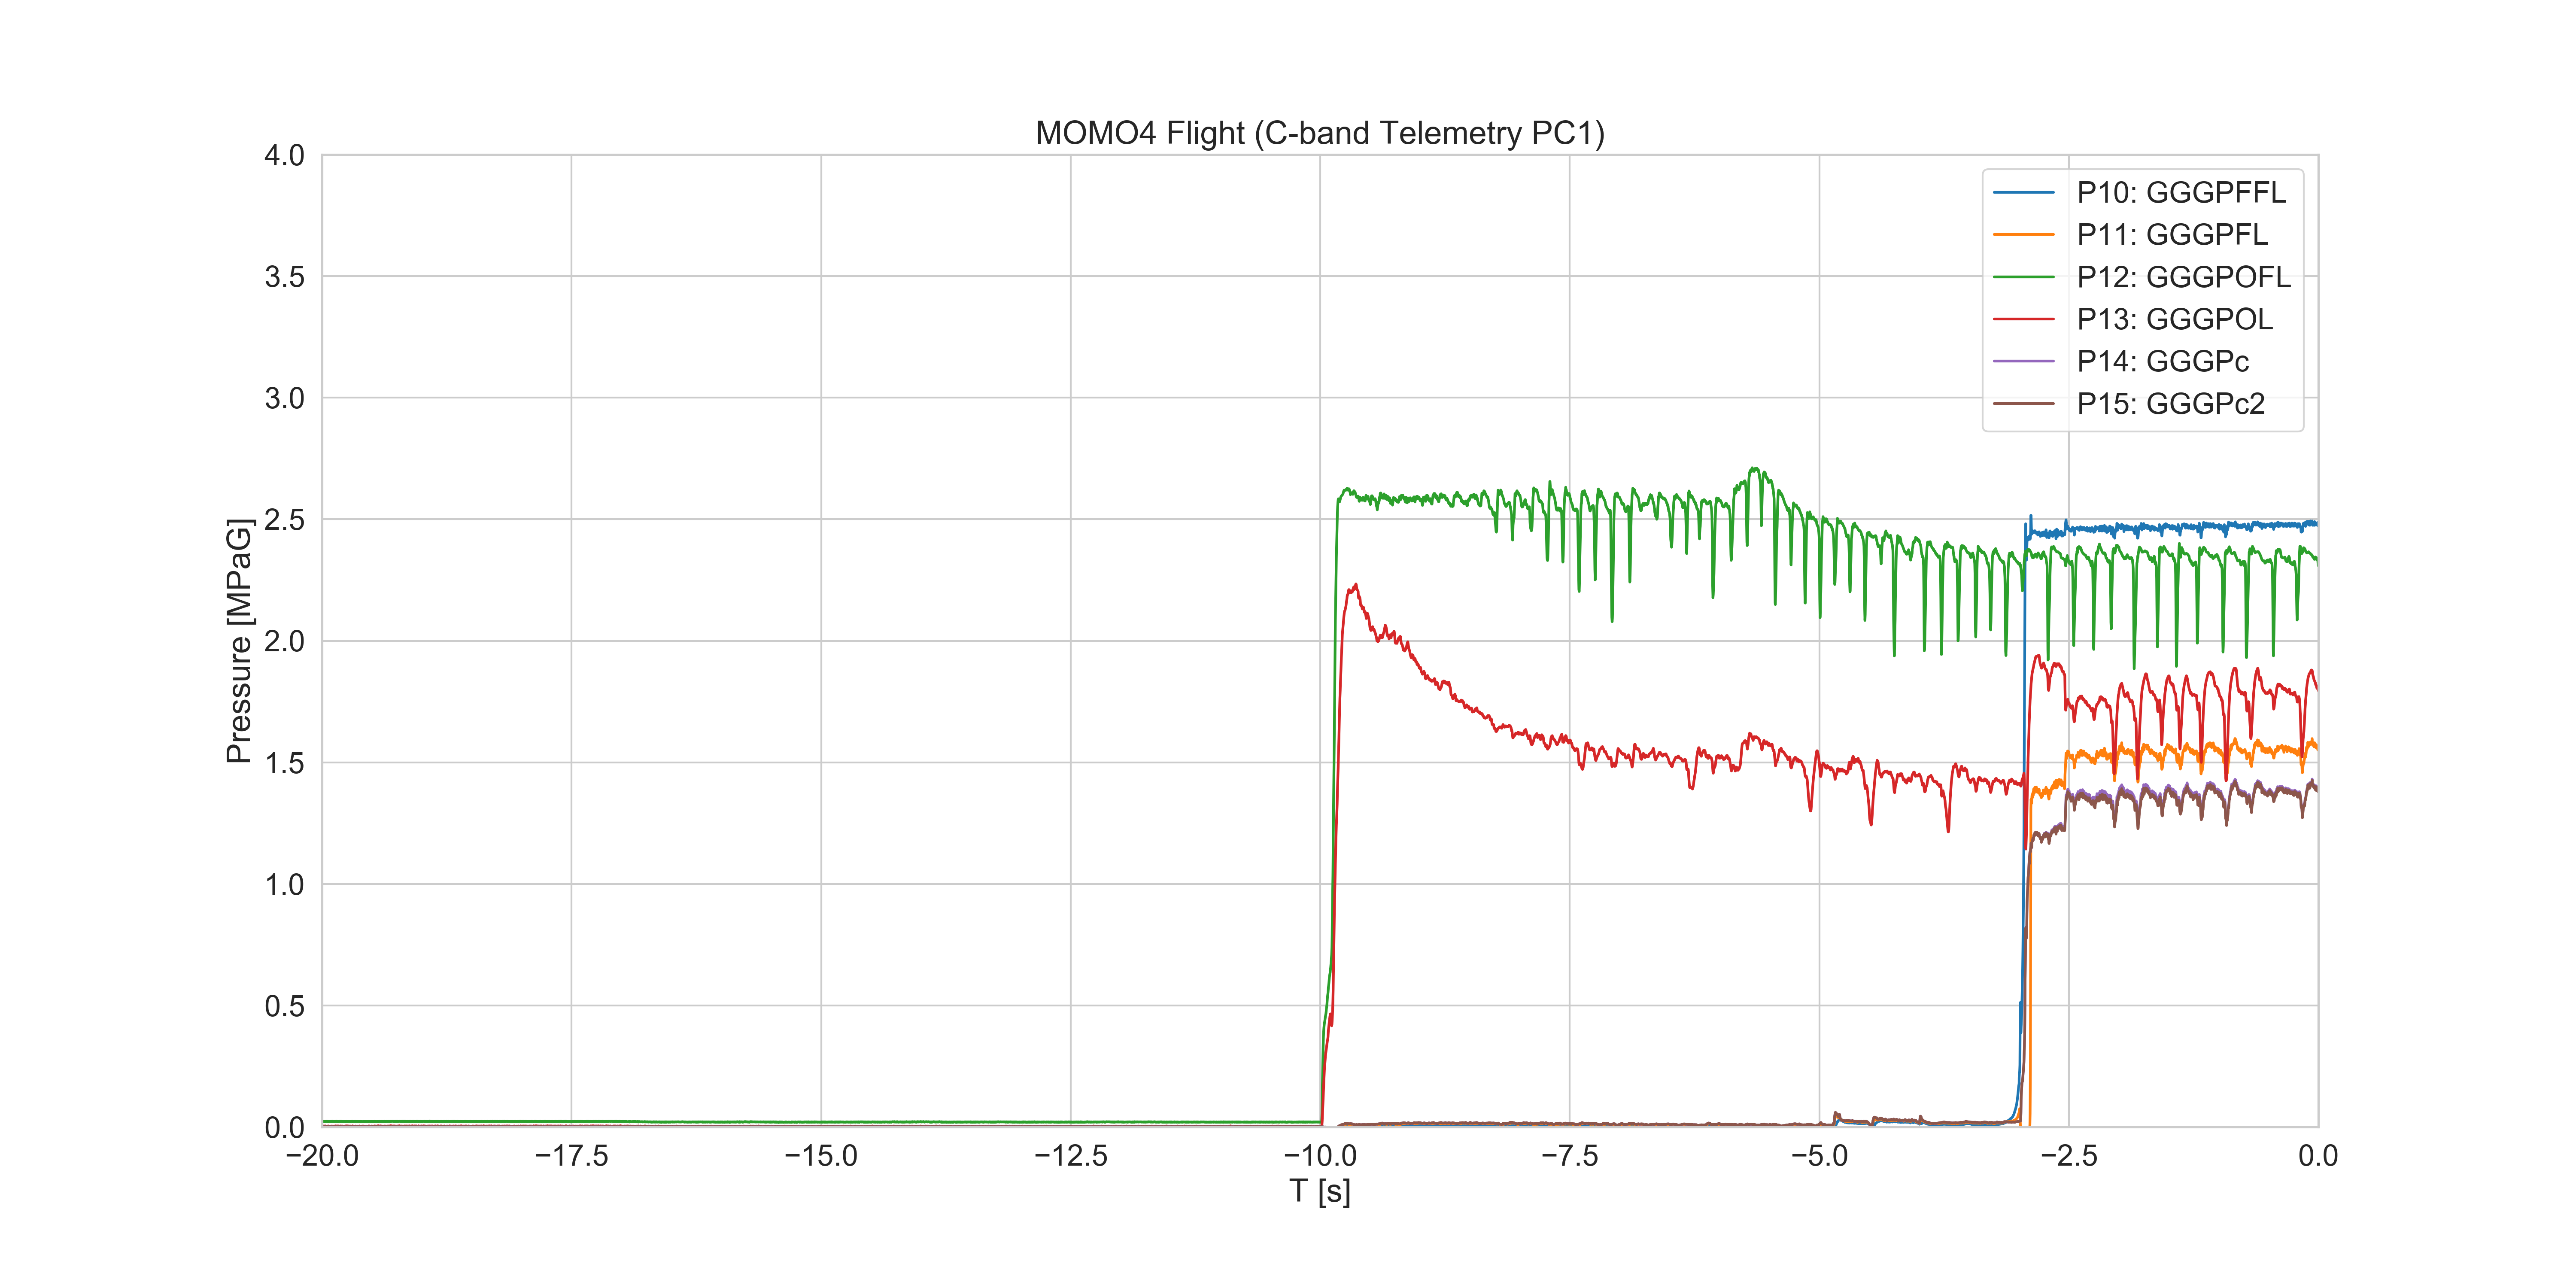 MOMO4 Flight (C-band Telemetry PC1)
4.0
3.5
3.0
2.5
2.0
1.5
1.0
0.5
0.0
Pressure [MPaG]
P10: GGGPFFL
P11: GGGPFL
P12: GGGPOFL
P13: GGGPOL
P14: GGGPc
P15: GGGPc2
−20.0 −17.5 −15.0 −12.5 −10.0 −7.5 −5.0 −2.5 0.0
T [s]